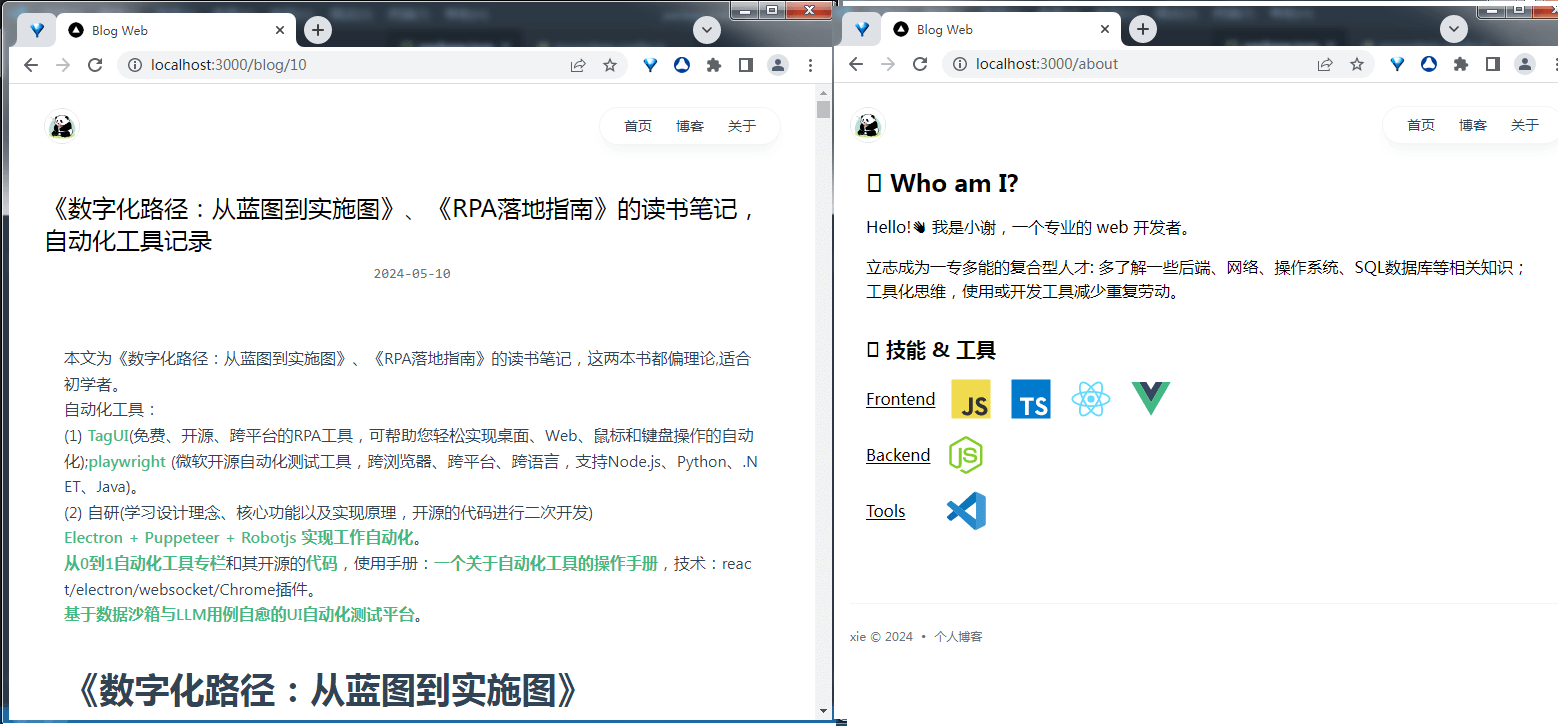 Blog Web
localhost:3000/blog/10
首页 博客 关于
《数字化路径：从蓝图到实施图》、《RPA落地指南》的读书笔记，
自动化工具记录
2024-05-10
本文为《数字化路径：从蓝图到实施图》、《RPA落地指南》的读书笔记，这两本书都偏理论,适合
初学者。
自动化工具：
(1) TagUI(免费、开源、跨平台的RPA工具，可帮助您轻松实现桌面、Web、鼠标和键盘操作的自动
化);playwright (微软开源自动化测试工具，跨浏览器、跨平台、跨语言，支持Node.js、Python、.N
ET、Java)。
(2) 自研(学习设计理念、核心功能以及实现原理，开源的代码进行二次开发)
Electron + Puppeteer + Robotjs 实现工作自动化。
从0到1自动化工具专栏和其开源的代码，使用手册：一个关于自动化工具的操作手册，技术：reac
t/electron/websocket/Chrome插件。
基于数据沙箱与LLM用例自愈的UI自动化测试平台。
《数字化路径：从蓝图到实施图》
Blog Web
localhost:3000/about
首页 博客 关于
Who am I?
Hello!👋 我是小谢，一个专业的 web 开发者。
立志成为一专多能的复合型人才: 多了解一些后端、网络、操作系统、SQL数据库等相关知识；
工具化思维，使用或开发工具减少重复劳动。
技能 & 工具
Frontend JS TS
Backend JS
Tools
xie © 2024 • 个人博客